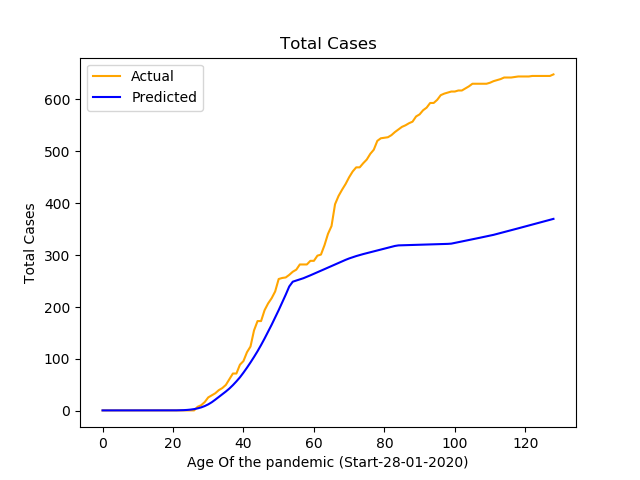 Total Cases
Actual
Predicted
Total Cases
600
500
400
300
200
100
0
0 20 40 60 80 100 120
Age Of the pandemic (Start-28-01-2020)